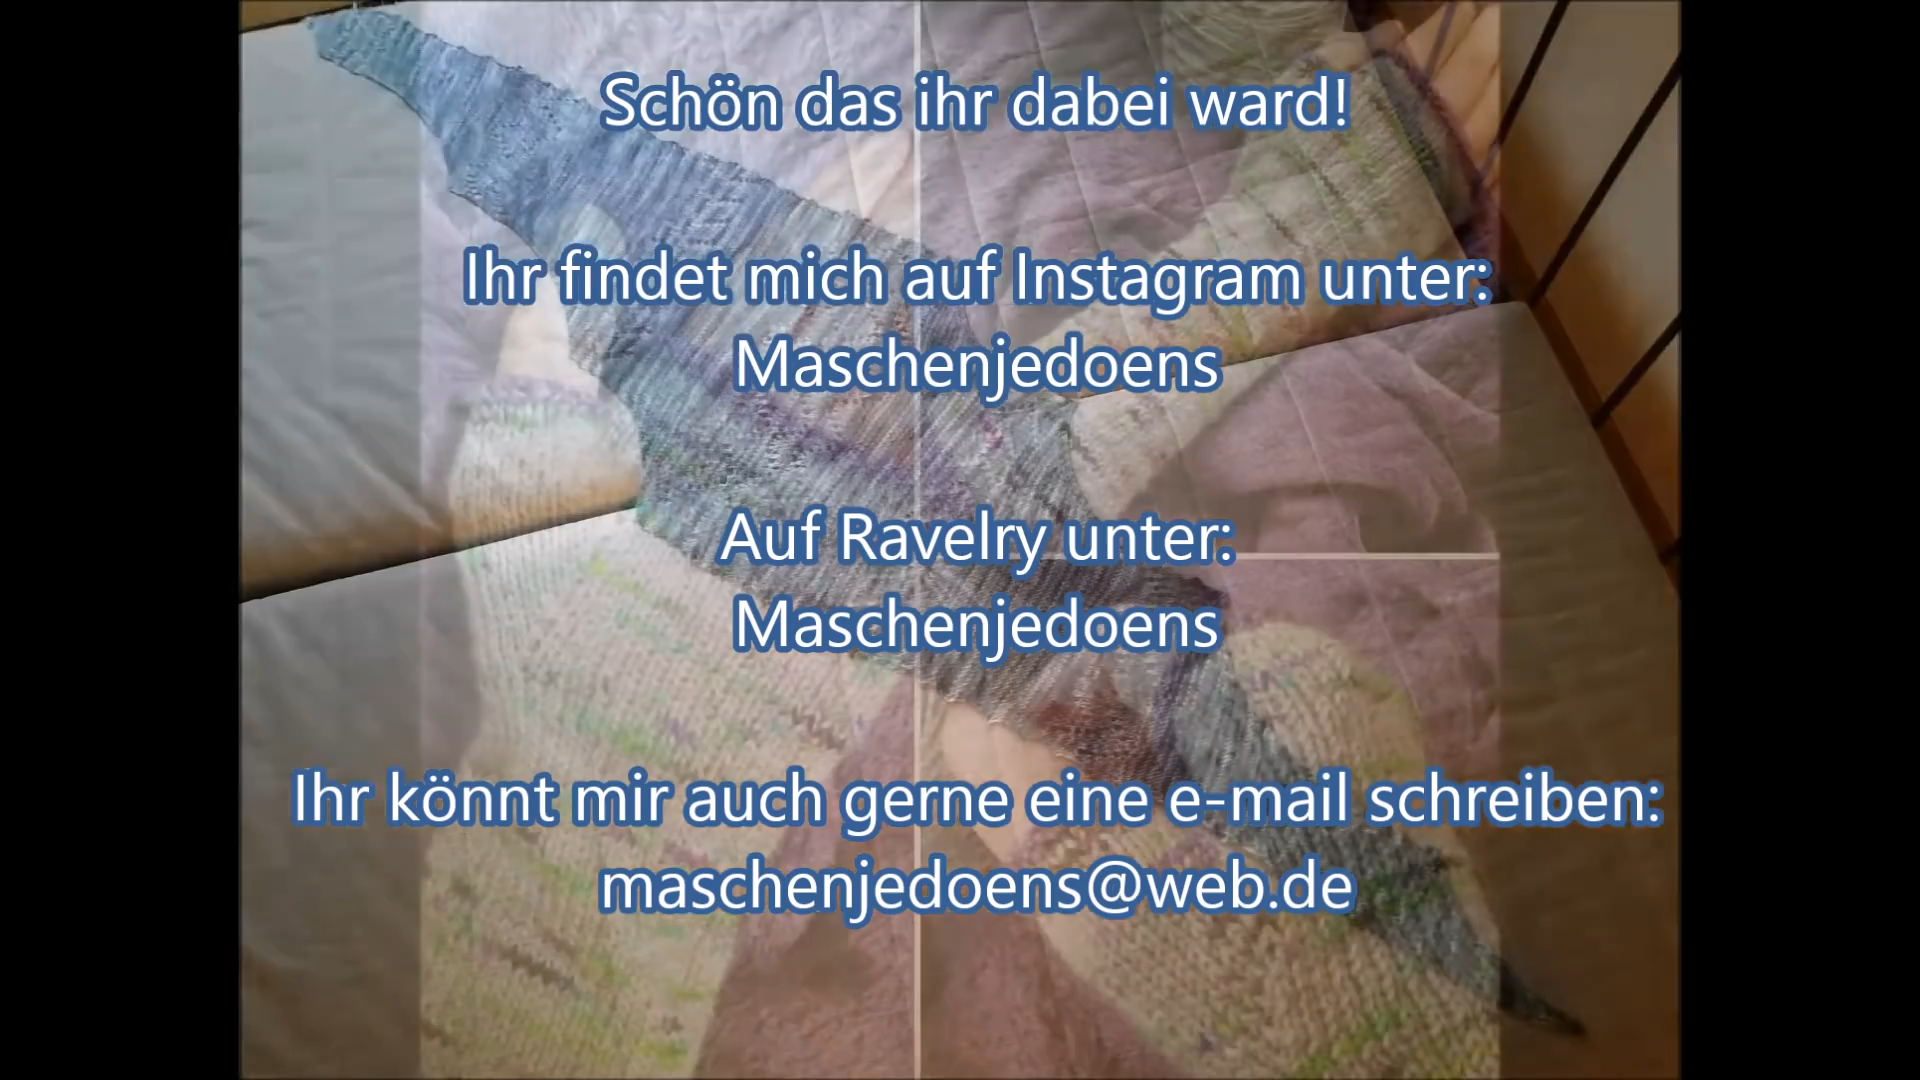 Schön das ihr dabei ward!
Ihr findet mich auf Instagram unter:
Maschenjedoens
Auf Ravelry unter:
Maschenjedoens
Ihr könnt mir auch gerne eine e-mail schreiben:
maschenjedoens@web.de